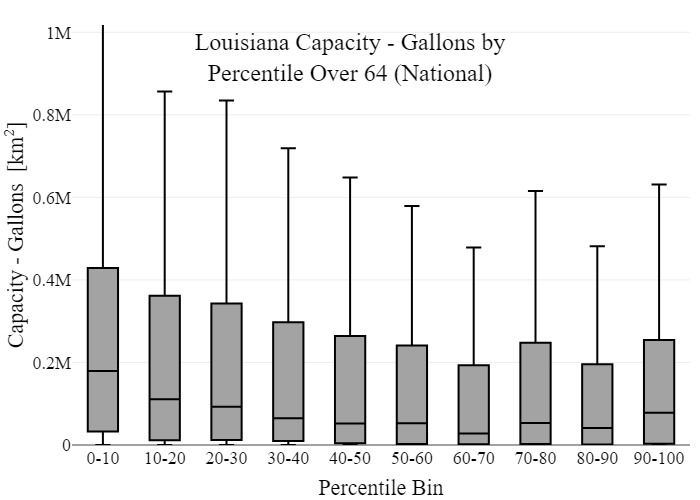 Louisiana Capacity - Gallons by
Percentile Over 64 (National)
Capacity - Gallons [km²]
1M
0.8M
0.6M
0.4M
0.2M
0
0-10 10-20 20-30 30-40 40-50 50-60 60-70 70-80 80-90 90-100
Percentile Bin